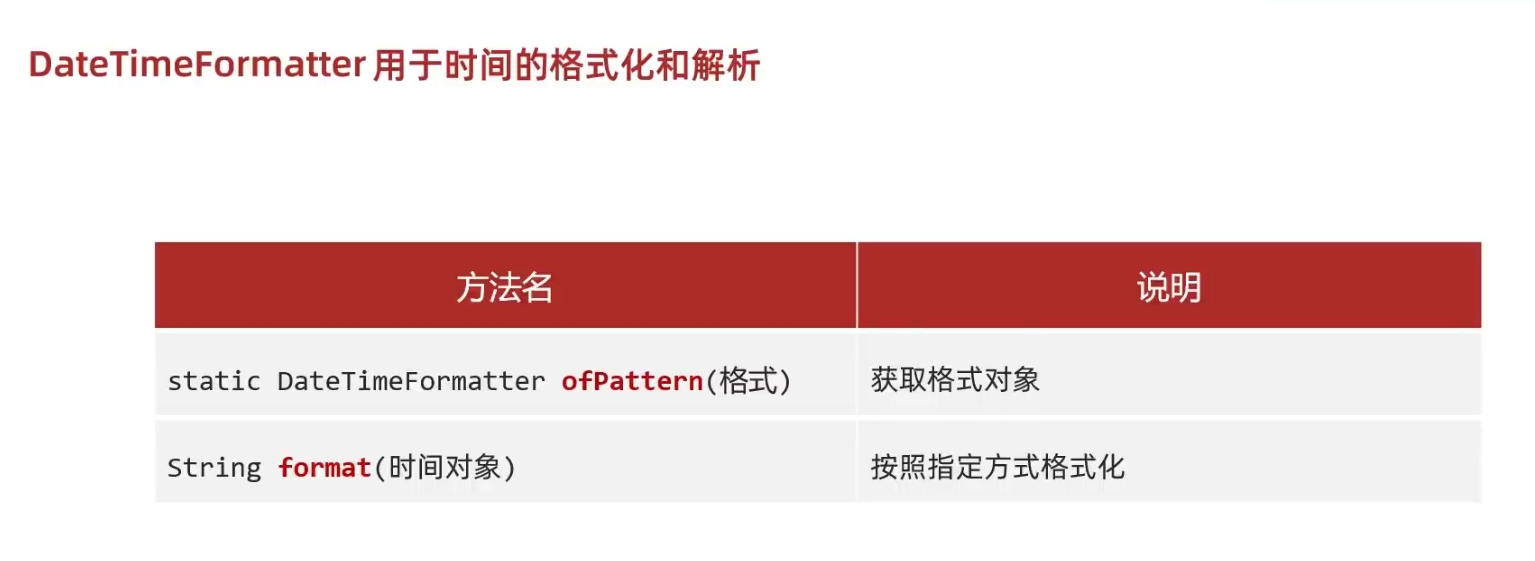 DateTimeFormatter 用于时间的格式化和解析
方法名 说明
static DateTimeFormatter ofPattern(格式) 获取格式对象
String format(时间对象) 按照指定方式格式化